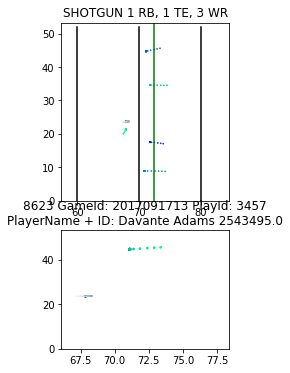 SHOTGUN 1 RB, 1 TE, 3 WR
50
40
30
20
10
0
60 70 80
8623 GameId: 2017091713 PlayId: 3457
PlayerName + ID: Davante Adams 2543495.0
40
20
0
67.5 70.0 72.5 75.0 77.5